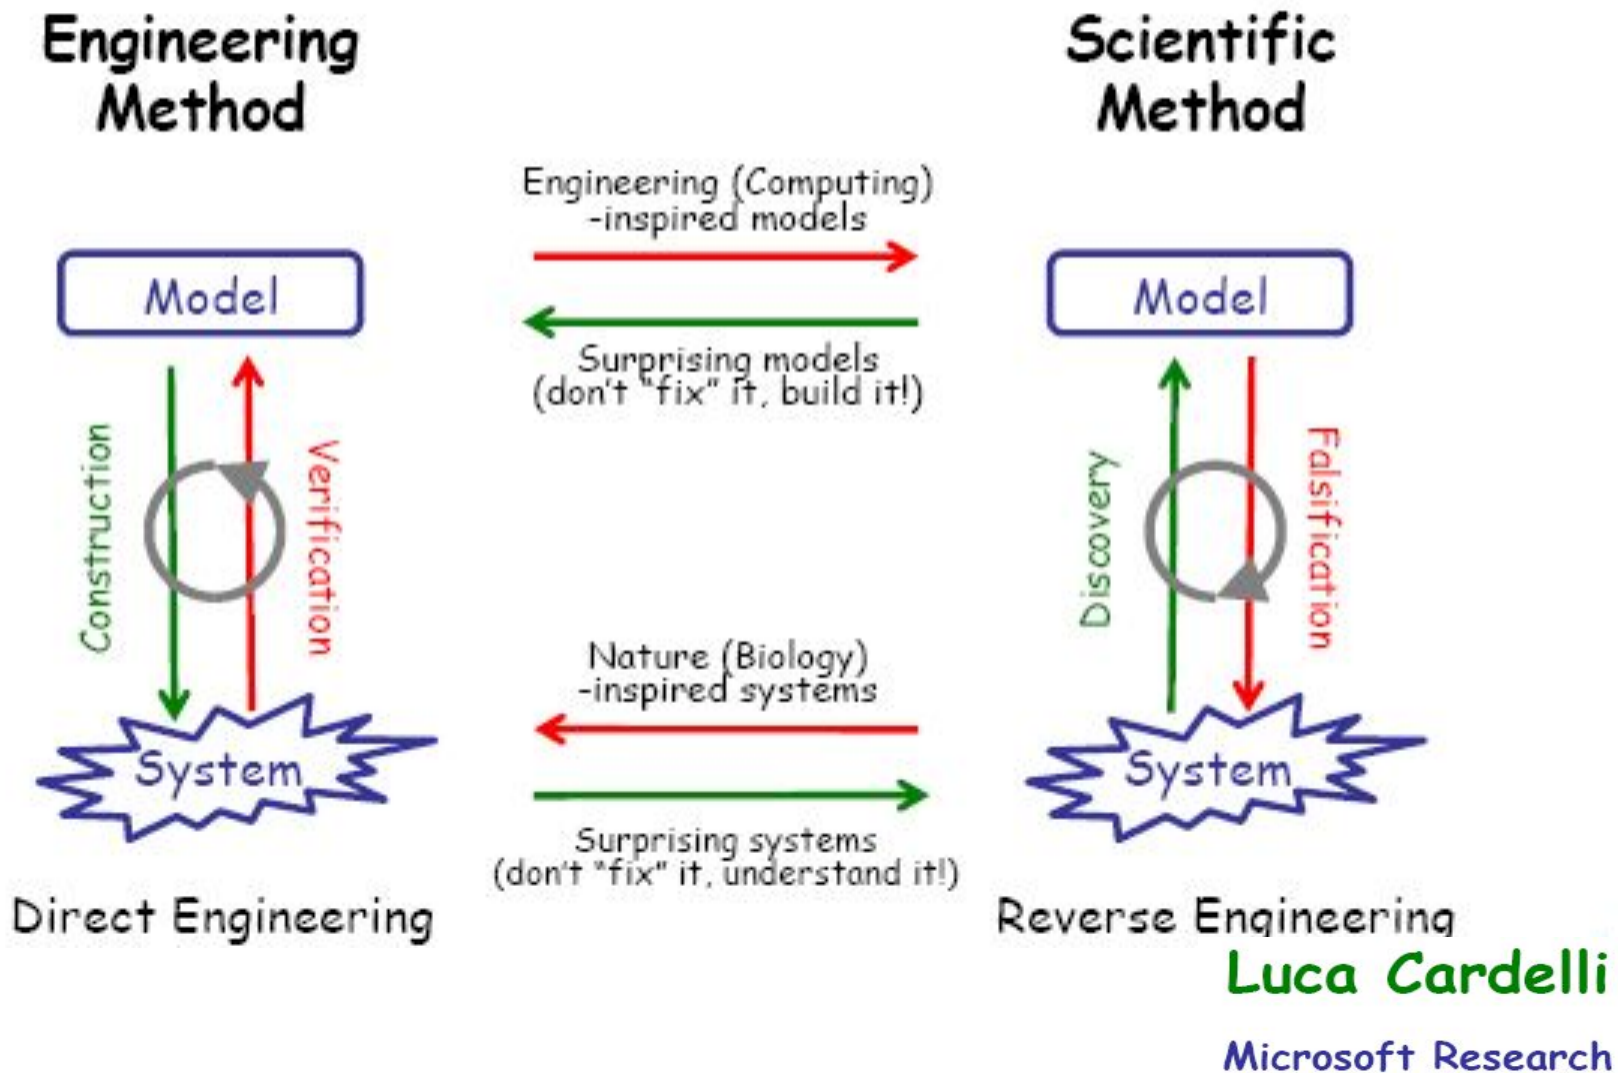 Engineering
Method
Scientific
Method
Engineering (Computing)
-inspired models
Model
Model
Surprising models
(don't "fix" it, build it!)
Construction
Verification
Discovery
Falsification
Nature (Biology)
-inspired systems
System
System
Surprising systems
(don't "fix" it, understand it!)
Direct Engineering
Reverse Engineering
Luca Cardelli
Microsoft Research